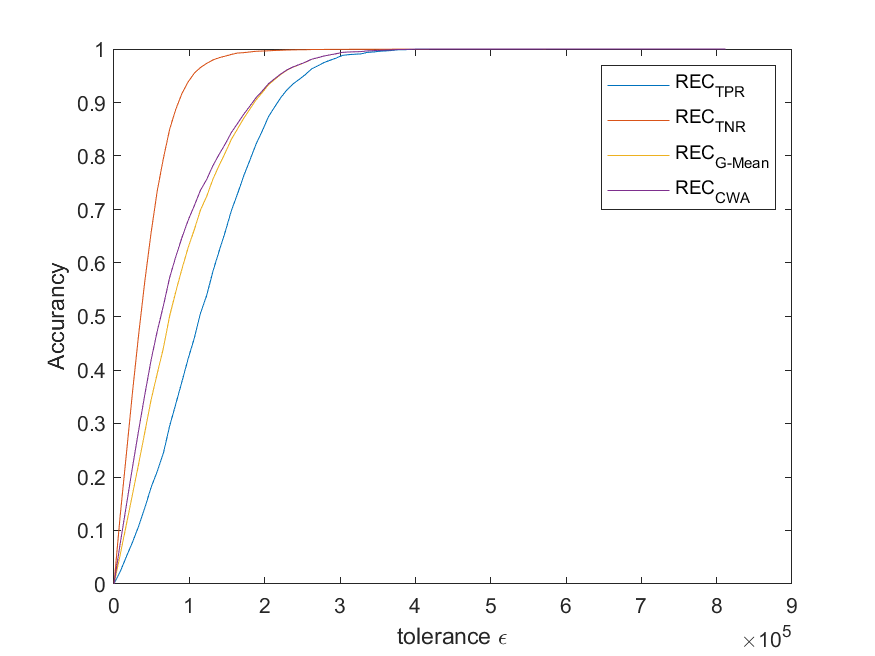 1
0.9
0.8
0.7
0.6
0.5
0.4
0.3
0.2
0.1
0
Accurancy
0 1 2 3 4 5 6 7 8 9
tolerance ϵ
×10^5
REC_TPR
REC_TNR
REC_G-Mean
REC_CWA